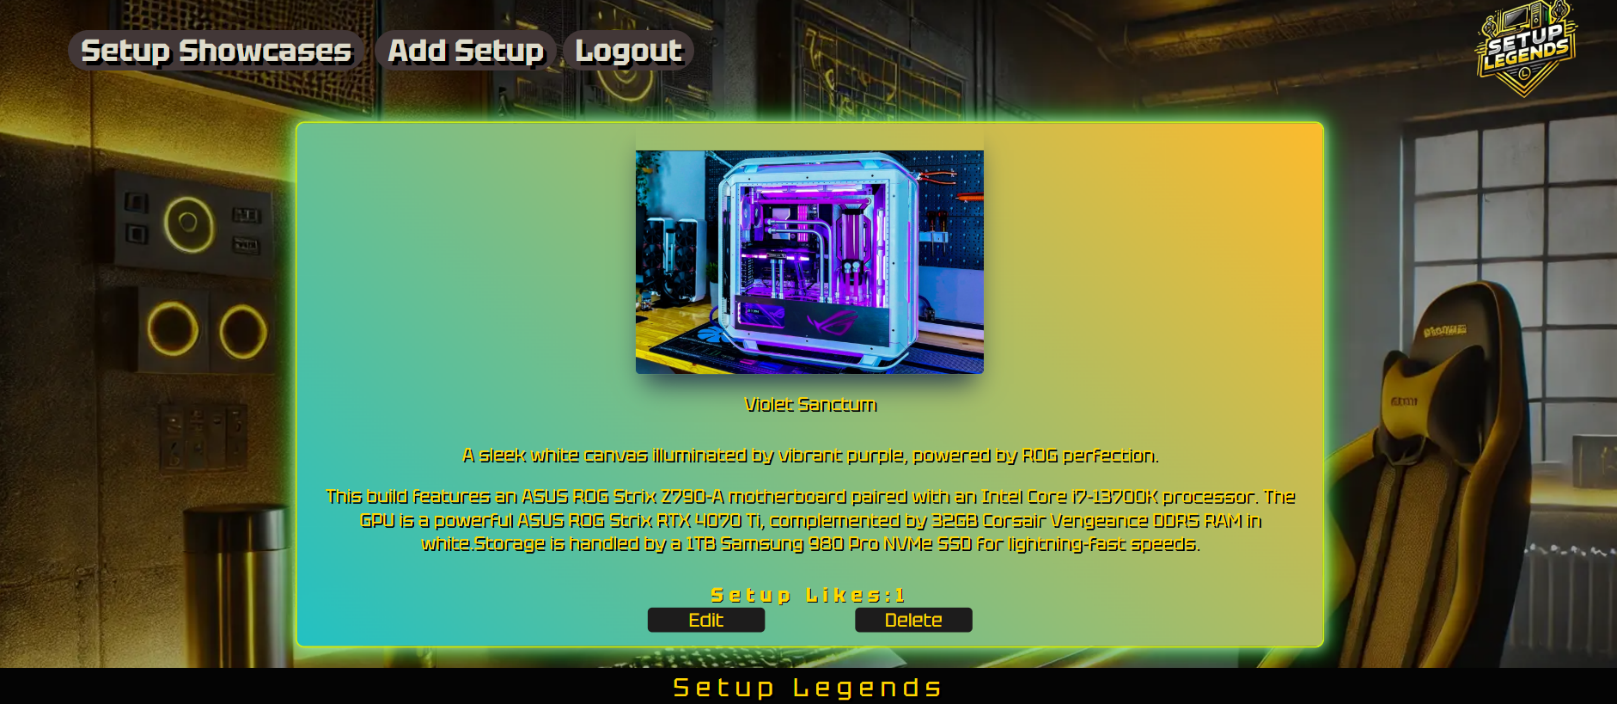 Setup Showcases Add Setup Logout
SETUP
LEGENDS
Violet Sanctum
A sleek white canvas illuminated by vibrant purple, powered by ROG perfection.
This build features an ASUS ROG Strix Z790-A motherboard paired with an Intel Core i7-13700K processor. The
GPU is a powerful ASUS ROG Strix RTX 4070 Ti, complemented by 32GB Corsair Vengeance DDR5 RAM in
white.Storage is handled by a 1TB Samsung 980 Pro NVMe SSD for lightning-fast speeds.
Setup Likes:1
Edit Delete
Setup Legends